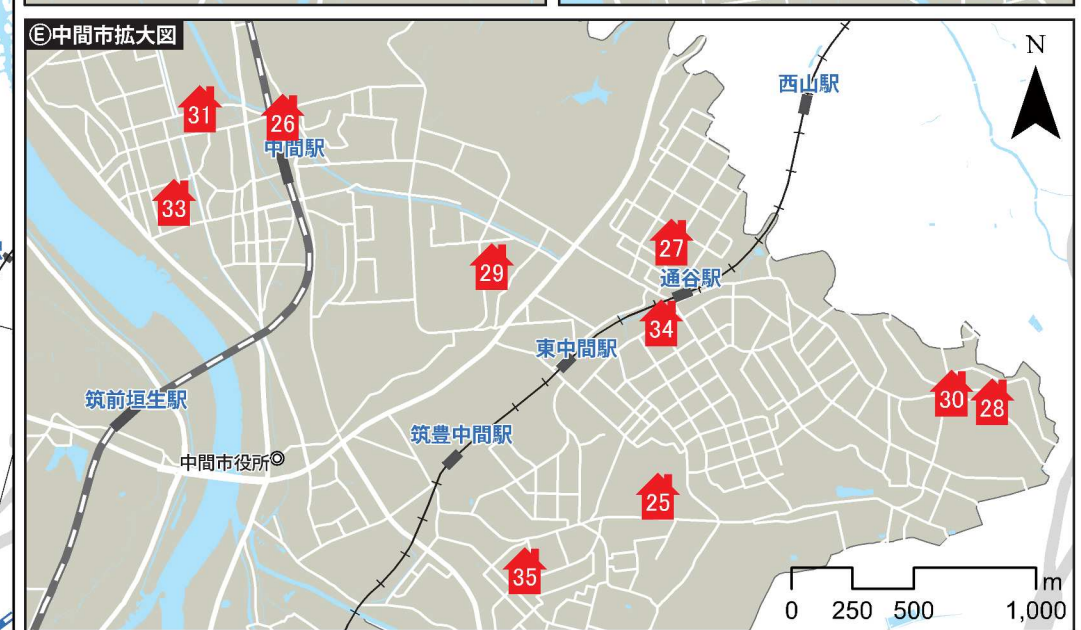 Ⓔ中間市拡大図
N
西山駅
31
26
中間駅
33
27
29
通谷駅
34
東中間駅
筑前垣生駅
30
28
筑豊中間駅
中間市役所◎
25
35
m
0 250 500 1,000